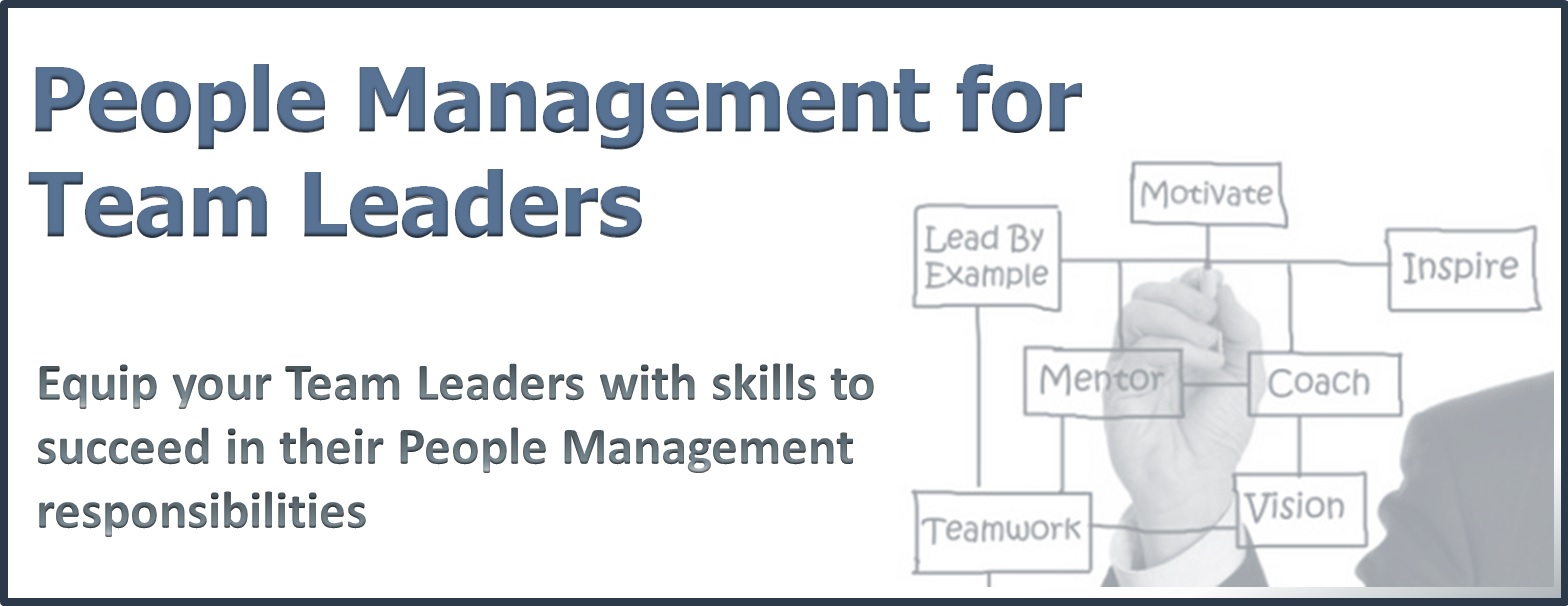 People Management for
Team Leaders
Equip your Team Leaders with skills to
succeed in their People Management
responsibilities
Motivate
Lead By
Example
Inspire
Mentor
Coach
Teamwork
Vision